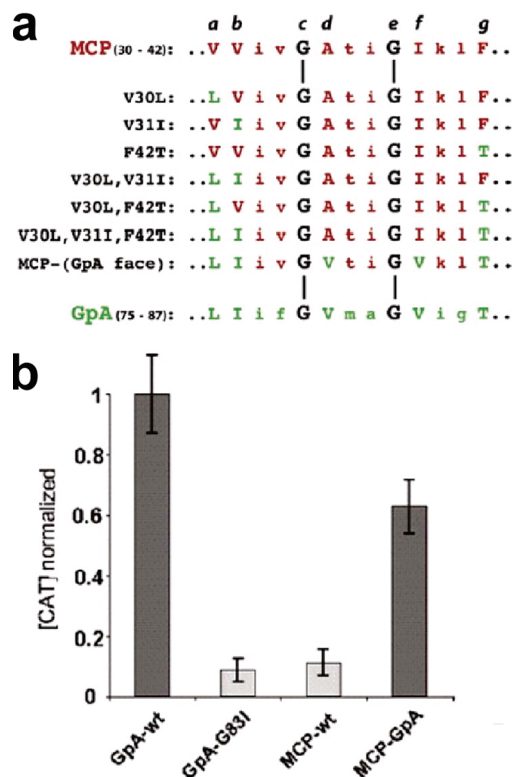 a
a b c d e f g
MCP(30 - 42): ..V V i v G A t i G I k l F..
V30L: L V i v G A t i G I k l F
V31I: V I i v G A t i G I k l F
F42T: V V i v G A t i G I k l T
V30L,V31I: L I i v G A t i G I k l F
V30L,F42T: L V i v G A t i G I k l T
V30L,V31I,F42T: L I i v G A t i G I k l T
MCP-(GpA face): L I i v G V t i G V k l T
GpA(75 - 87): ..L I i f G V m a G V i g T..
b
[CAT] normalized
1
0.8
0.6
0.4
0.2
0
GpA-wt
GpA-G83I
MCP-wt
MCP-GpA